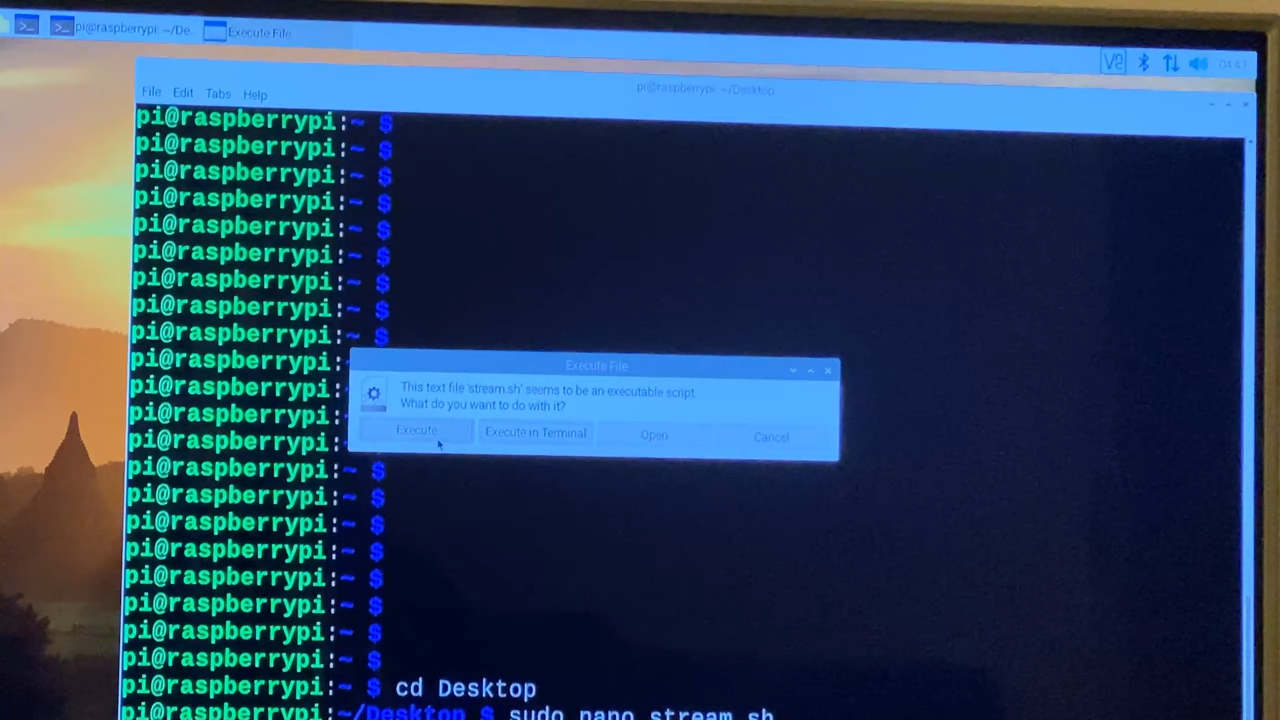 pi@raspberrypi: ~/De... Execute File
V2 04:43
pi@raspberrypi: ~/Desktop
File Edit Tabs Help
pi@raspberrypi:~ $
pi@raspberrypi:~ $
pi@raspberrypi:~ $
pi@raspberrypi:~ $
pi@raspberrypi:~ $
pi@raspberrypi:~ $
pi@raspberrypi:~ $
pi@raspberrypi:~ $
pi@raspberrypi:~ $
pi@raspberrypi:~
pi@raspberrypi:~
pi@raspberrypi:~
pi@raspberrypi:~
Execute File
This text file 'stream.sh' seems to be an executable script.
What do you want to do with it?
Execute Execute in Terminal Open Cancel
pi@raspberrypi:~ $
pi@raspberrypi:~ $
pi@raspberrypi:~ $
pi@raspberrypi:~ $
pi@raspberrypi:~ $
pi@raspberrypi:~ $
pi@raspberrypi:~ $
pi@raspberrypi:~ $
pi@raspberrypi:~ $ cd Desktop
pi@raspberrypi:~/Desktop $ sudo nano stream.sh